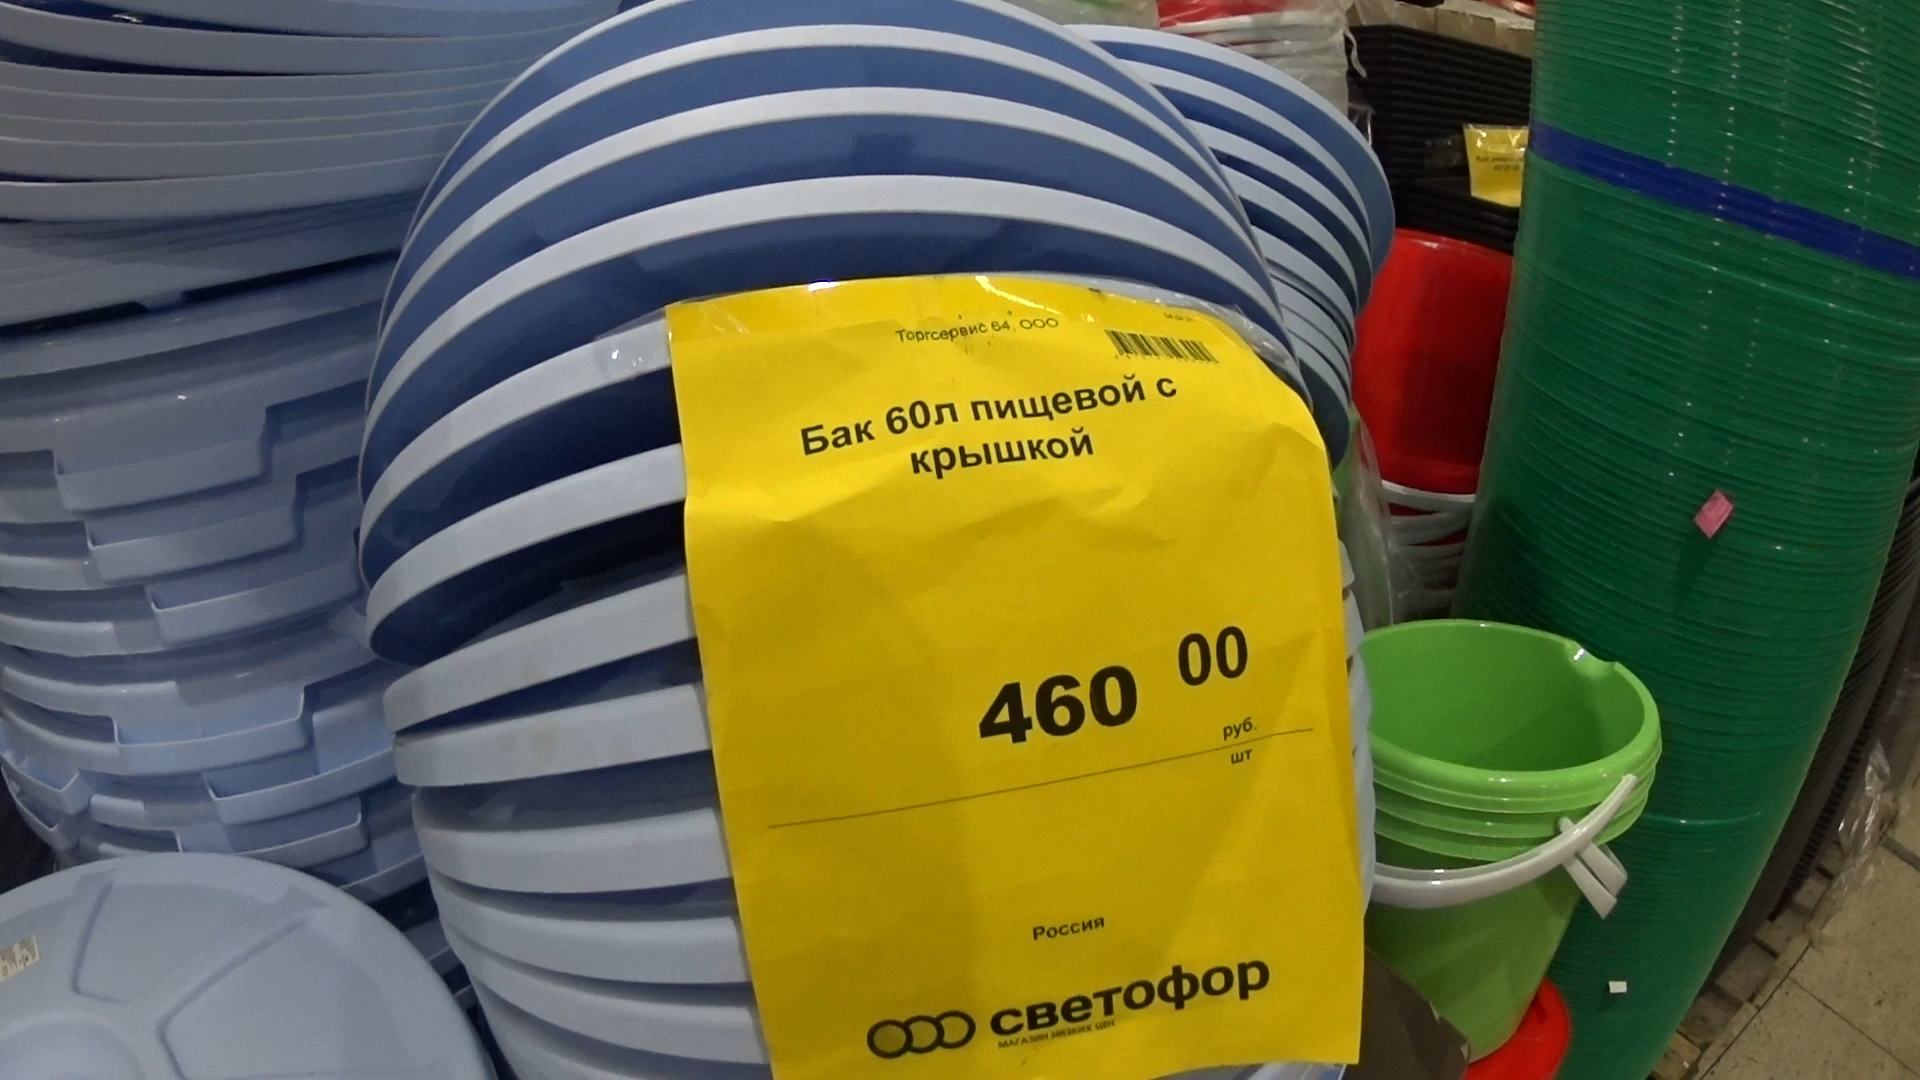 Торгсервис 64, ООО
Бак 60л пищевой с
крышкой
460 00
руб.
шт
Россия
светофор
МАГАЗИН НИЗКИХ ЦЕН